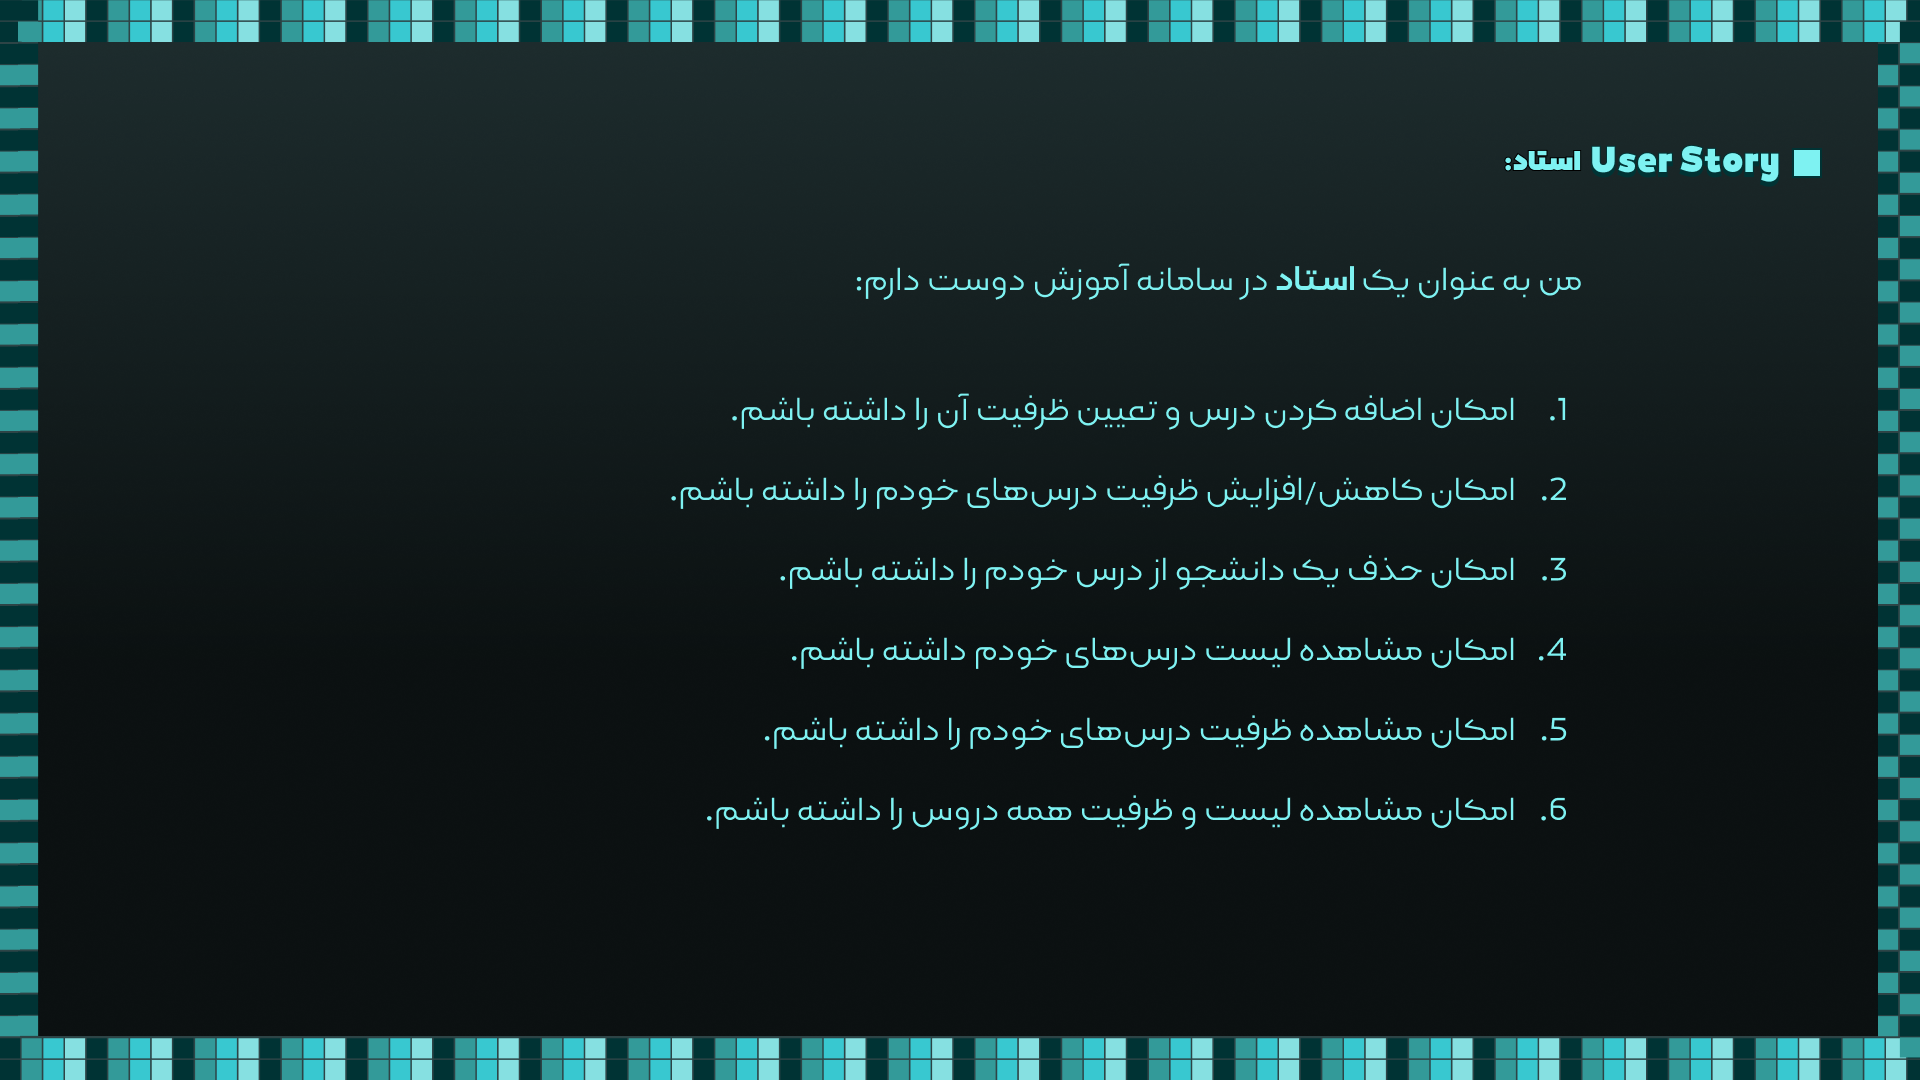 User Story استاد:
من به عنوان یک استاد در سامانه آموزش دوست دارم:
1. امکان اضافه کردن درس و تعیین ظرفیت آن را داشته باشم.
2. امکان کاهش/افزایش ظرفیت درس‌های خودم را داشته باشم.
3. امکان حذف یک دانشجو از درس خودم را داشته باشم.
4. امکان مشاهده لیست درس‌های خودم داشته باشم.
5. امکان مشاهده ظرفیت درس‌های خودم را داشته باشم.
6. امکان مشاهده لیست و ظرفیت همه دروس را داشته باشم.